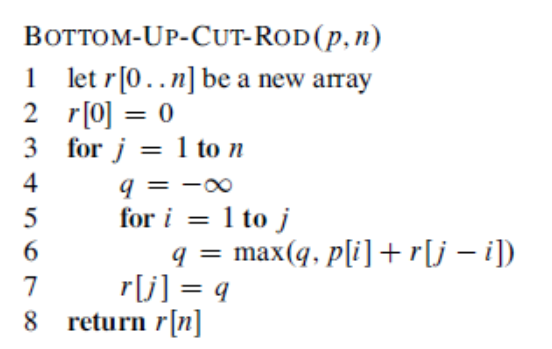 BOTTOM-UP-CUT-ROD(p, n)
1 let r[0..n] be a new array
2 r[0] = 0
3 for j = 1 to n
4 q = −∞
5 for i = 1 to j
6 q = max(q, p[i] + r[j − i])
7 r[j] = q
8 return r[n]